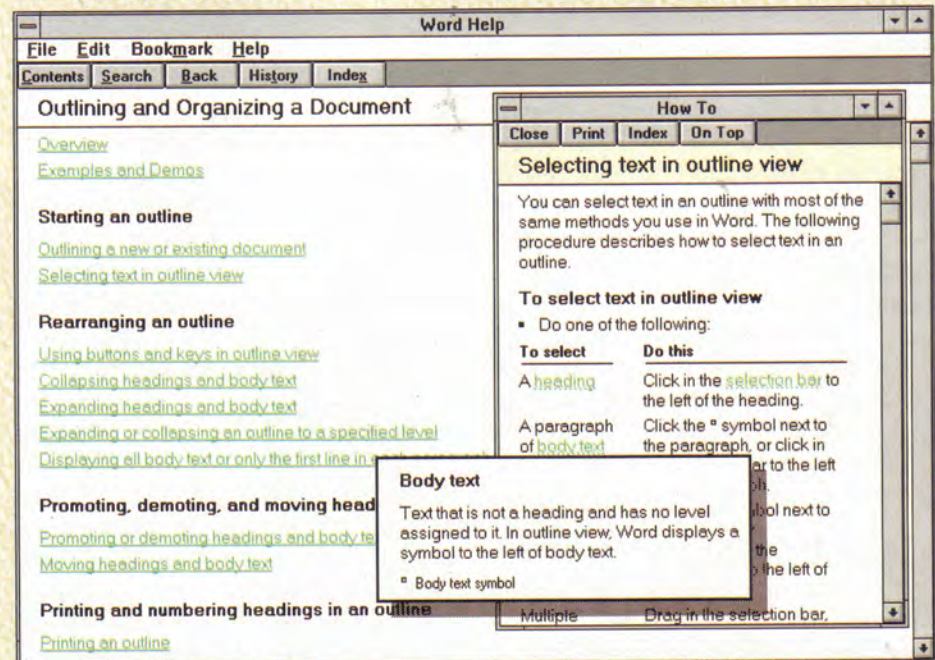 Word Help
File Edit Bookmark Help
Contents Search Back History Index
Outlining and Organizing a Document
Overview
Examples and Demos
Starting an outline
Outlining a new or existing document
Selecting text in outline view
Rearranging an outline
Using buttons and keys in outline view
Collapsing headings and body text
Expanding headings and body text
Expanding or collapsing an outline to a specified level
Displaying all body text or only the first line in
Promoting, demoting, and moving head
Promoting or demoting headings and body te
Moving headings and body text
Printing and numbering headings in an outline
Printing an outline
How To
Close Print Index On Top
Selecting text in outline view
You can select text in an outline with most of the
same methods you use in Word. The following
procedure describes how to select text in an
outline.
To select text in outline view
▪ Do one of the following:
To select Do this
A heading Click in the selection bar to
the left of the heading.
A paragraph Click the ▫ symbol next to
of body text the paragraph, or click in
ar to the left
bol next to
the
the left of
Multiple Drag in the selection bar,
Body text
Text that is not a heading and has no level
assigned to it. In outline view, Word displays a
symbol to the left of body text.
▫ Body text symbol